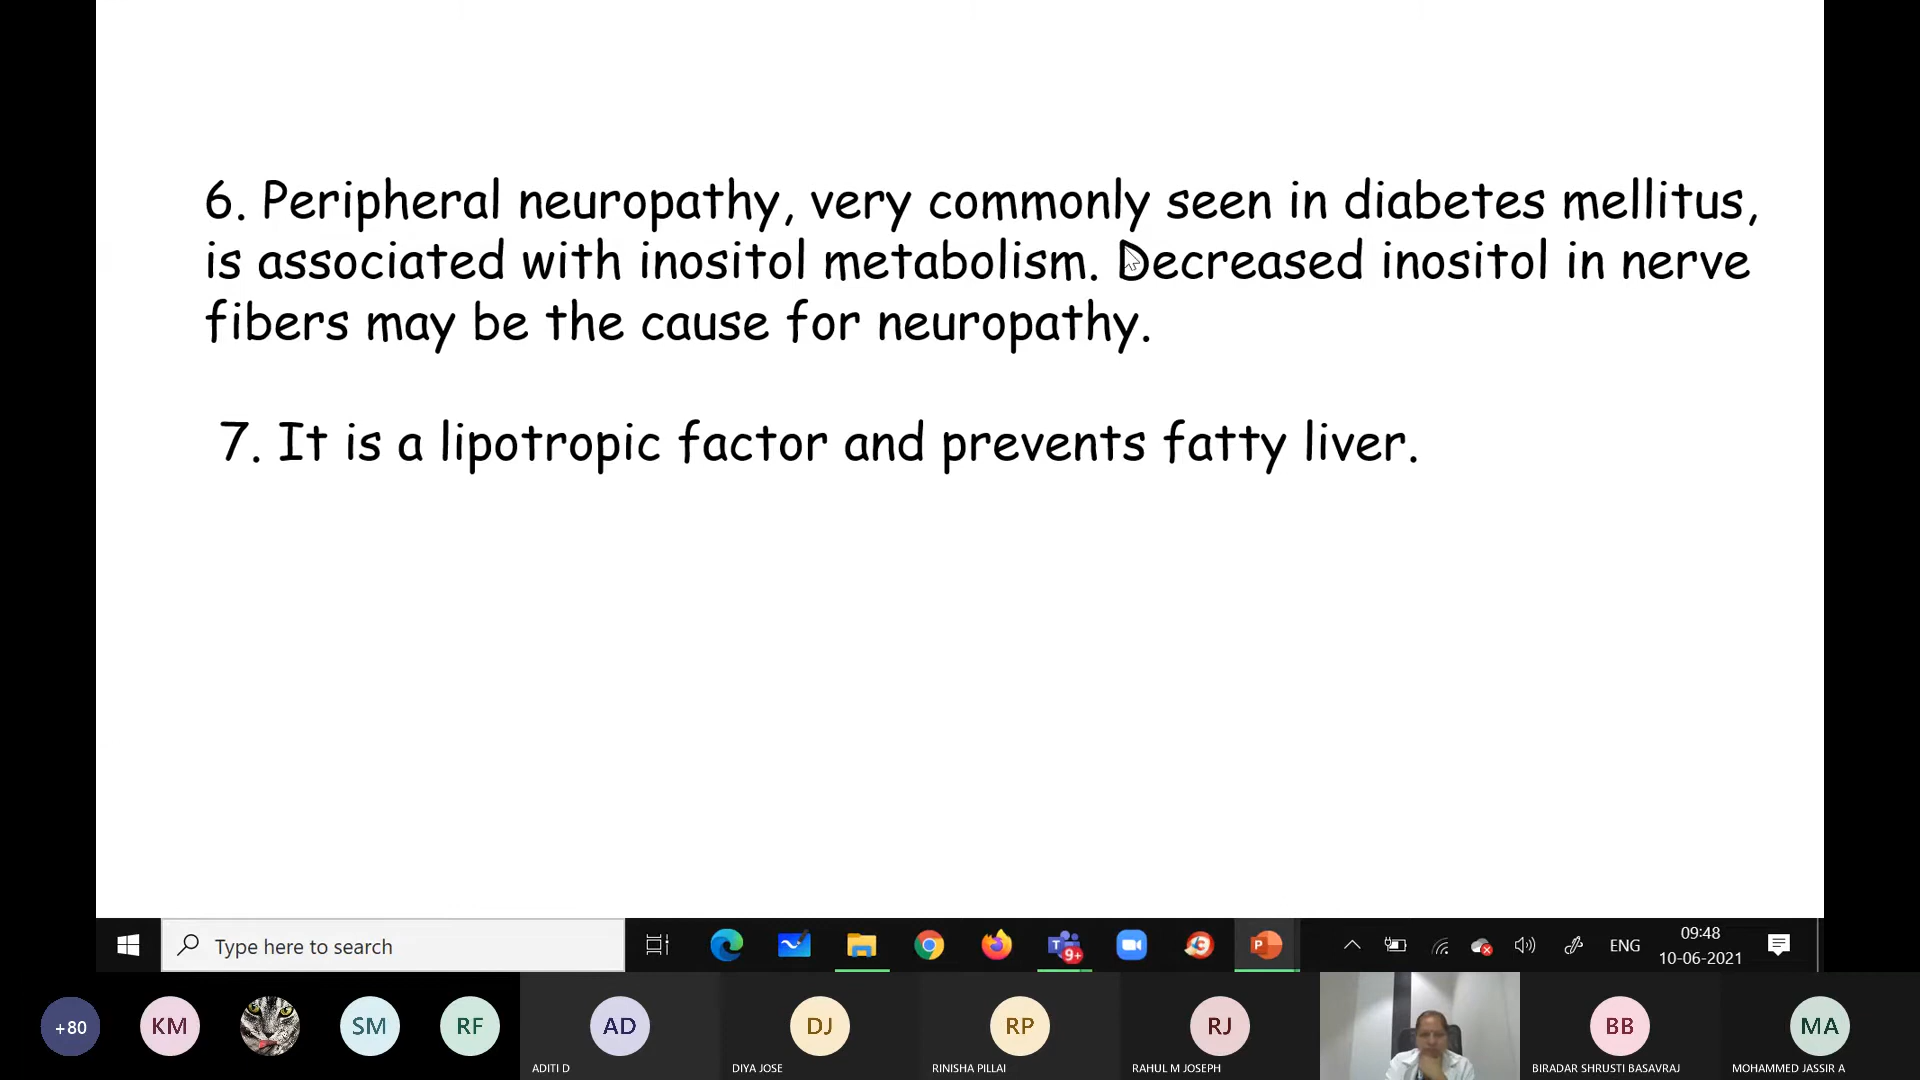 6. Peripheral neuropathy, very commonly seen in diabetes mellitus,
is associated with inositol metabolism. Decreased inositol in nerve
fibers may be the cause for neuropathy.
7. It is a lipotropic factor and prevents fatty liver.
Type here to search
T
9+
P
ENG
09:48
10-06-2021
+80
KM
SM
RF
AD
DJ
RP
RJ
BB
MA
ADITI D
DIYA JOSE
RINISHA PILLAI
RAHUL M JOSEPH
BIRADAR SHRUSTI BASAVRAJ
MOHAMMED JASSIR A